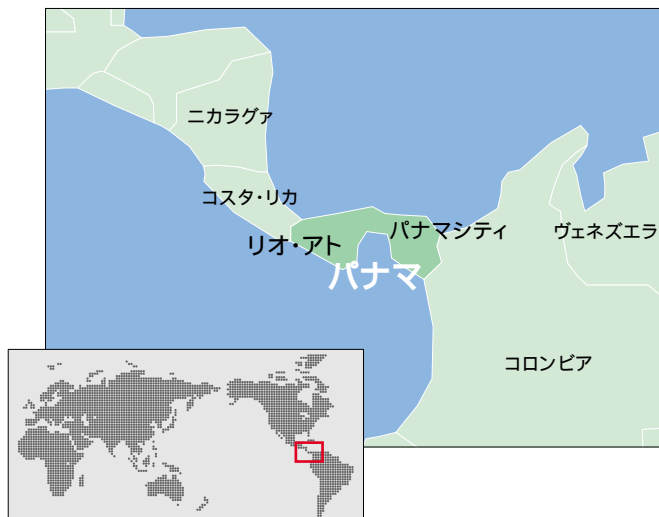 ニカラグァ
コスタ・リカ
リオ・アト
パナマシティ
ヴェネズエラ
パナマ
コロンビア